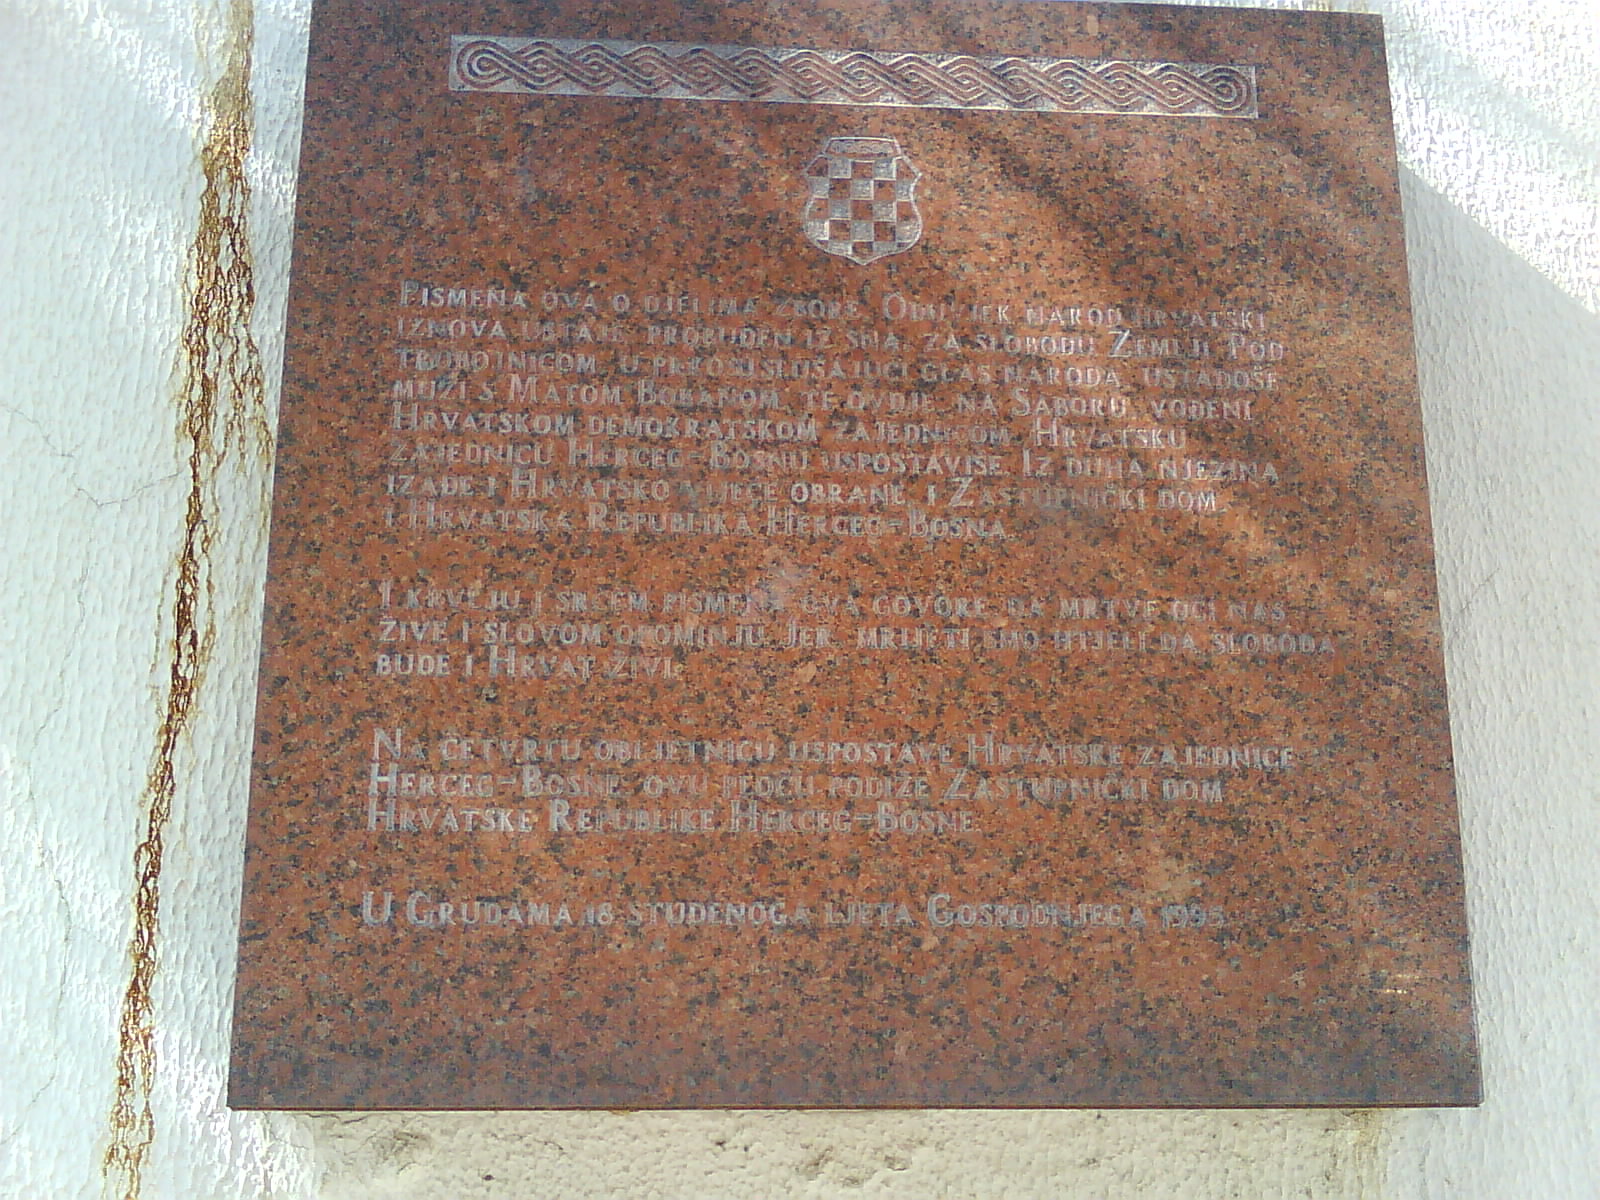 PISMENA OVA O DJELIMA ZBORE. ODUVIJEK NAROD HRVATSKI
IZNOVA USTAJE, PROBUĐEN IZ SNA, ZA SLOBODU ZEMLJI. POD
TROBOJNICOM, U PRKOSU SLUŠAJUĆI GLAS NARODA, USTADOŠE
MUŽI S MATOM BOBANOM, TE OVDJE, NA SABORU, VOĐENI
HRVATSKOM DEMOKRATSKOM ZAJEDNICOM, HRVATSKU
ZAJEDNICU HERCEG-BOSNU USPOSTAVIŠE. IZ DUHA NJEZINA
IZAĐE I HRVATSKO VIJEĆE OBRANE, I ZASTUPNIČKI DOM,
I HRVATSKA REPUBLIKA HERCEG-BOSNA.
I KRVLJU I SRCEM PISMENA OVA GOVORE DA MRTVE OČI NAS
ŽIVE I SLOVOM OPOMINJU. JER, MRIJETI SMO HTJELI DA SLOBODA
BUDE I HRVAT ŽIVI.
NA ČETVRTU OBLJETNICU USPOSTAVE HRVATSKE ZAJEDNICE
HERCEG-BOSNE, OVU PLOČU PODIŽE ZASTUPNIČKI DOM
HRVATSKE REPUBLIKE HERCEG-BOSNE.
U GRUDAMA, 18. STUDENOGA LJETA GOSPODNJEGA 1995.